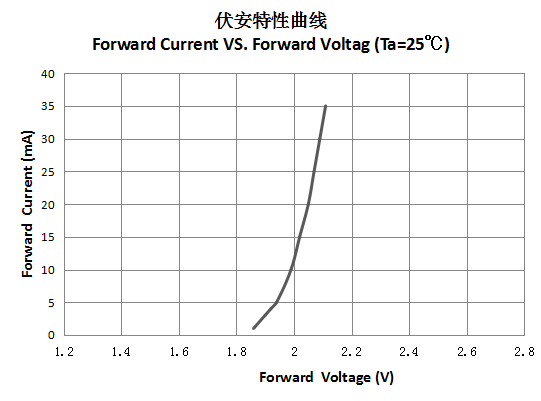 伏安特性曲线
Forward Current VS. Forward Voltag (Ta=25℃)
Forward Current (mA)
40
35
30
25
20
15
10
5
0
1.2 1.4 1.6 1.8 2 2.2 2.4 2.6 2.8
Forward Voltage (V)